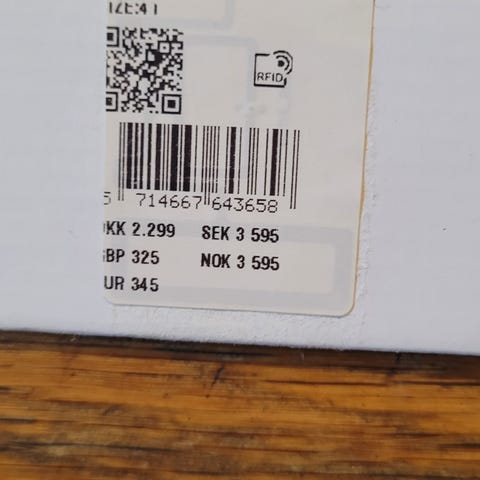 IZE:41
RFID
5 714667 643658
KK 2.299 SEK 3 595
BP 325 NOK 3 595
UR 345